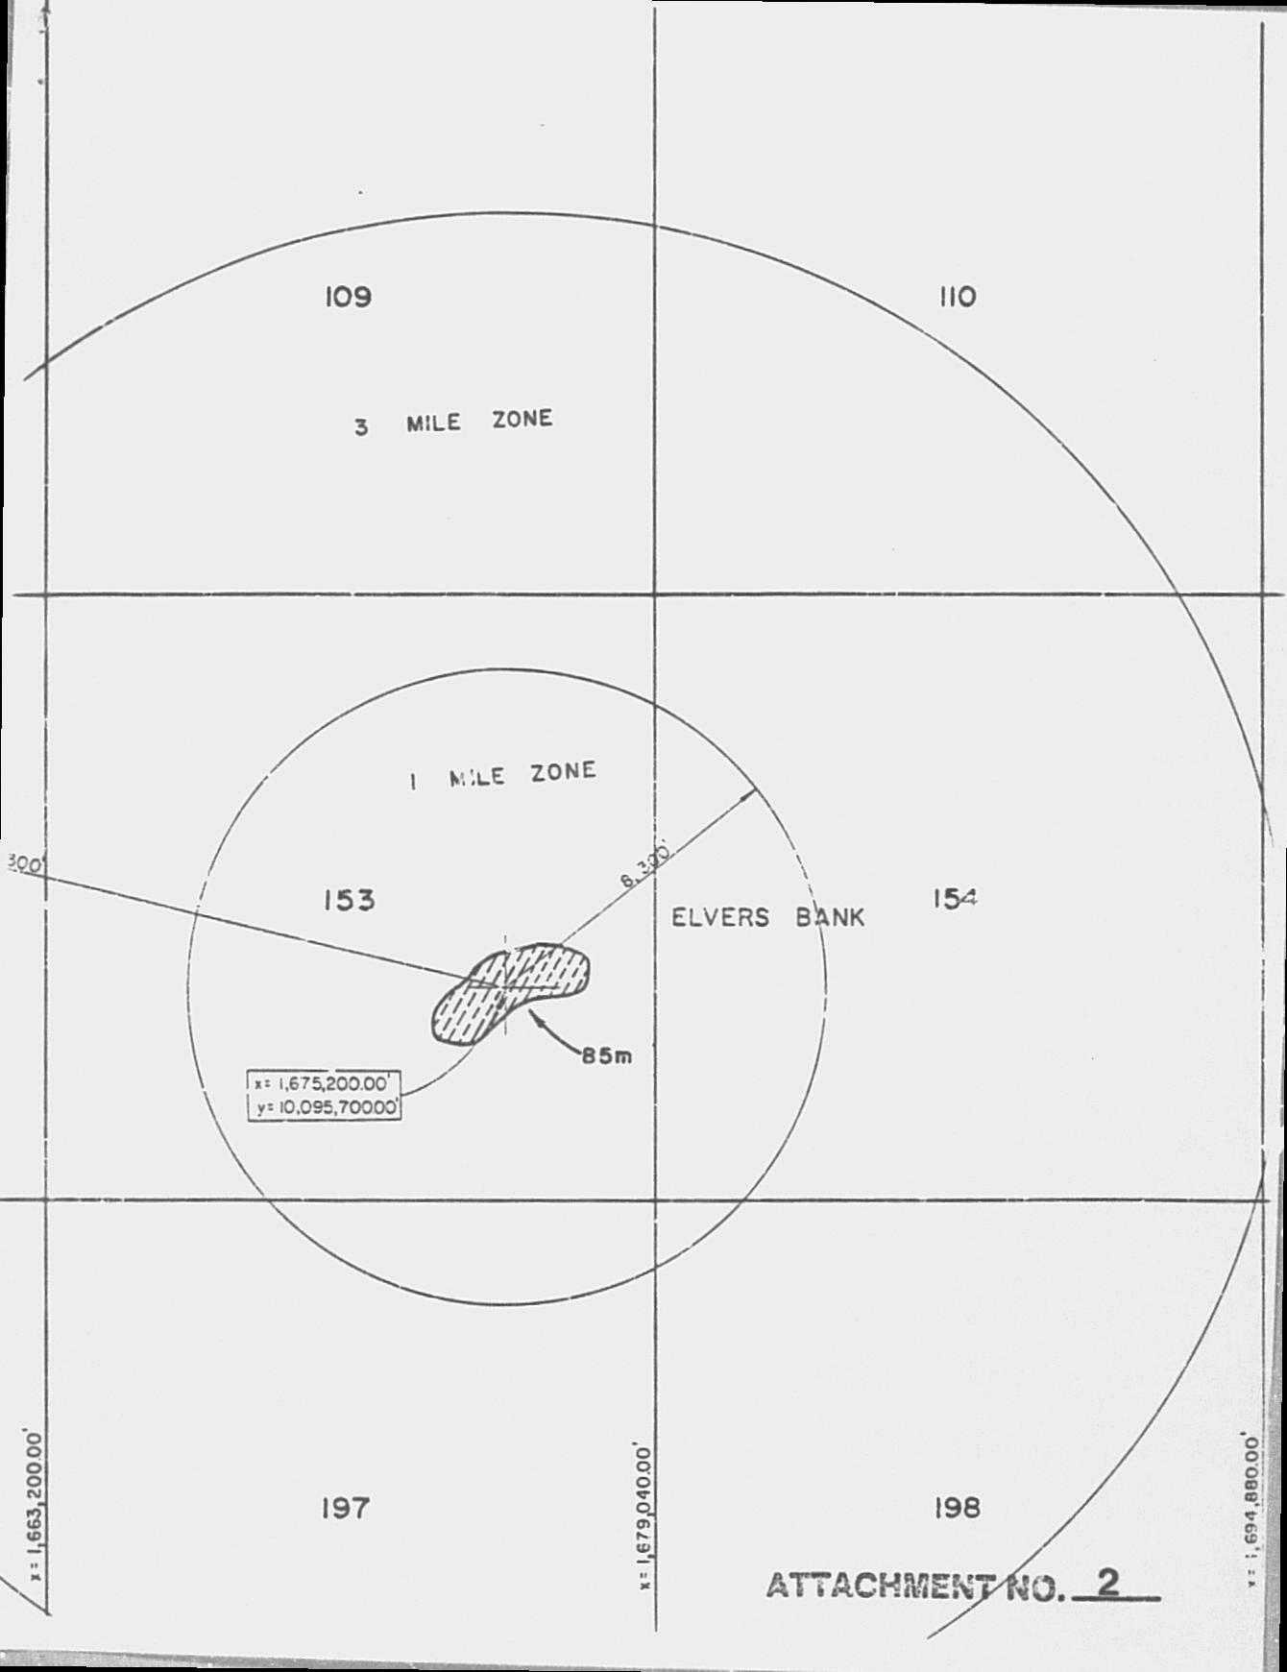 109
110
3 MILE ZONE
1 MILE ZONE
8,300'
300'
153
154
ELVERS BANK
85m
x= 1,675,200.00'
y= 10,095,70000'
x= 1,663,200.00'
x= 1,679,040.00'
x= 1,694,880.00'
197
198
ATTACHMENT NO. 2